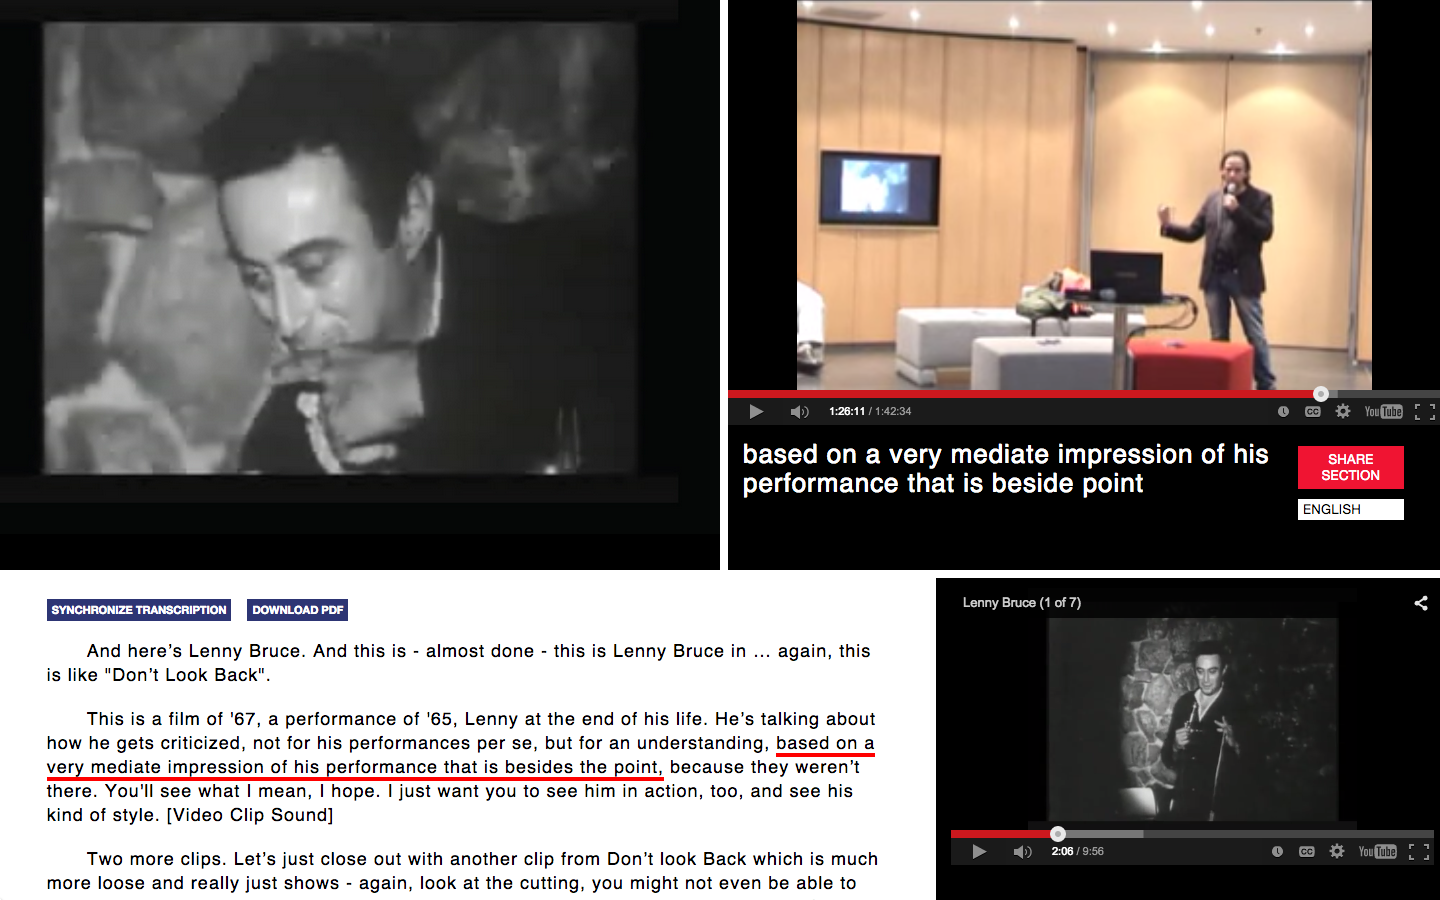 1:26:11 / 1:42:34
CC
YouTube
based on a very mediate impression of his
performance that is beside point
SHARE
SECTION
ENGLISH
SYNCHRONIZE TRANSCRIPTION
DOWNLOAD PDF
And here's Lenny Bruce. And this is - almost done - this is Lenny Bruce in ... again, this
is like "Don't Look Back".
This is a film of '67, a performance of '65, Lenny at the end of his life. He's talking about
how he gets criticized, not for his performances per se, but for an understanding, based on a
very mediate impression of his performance that is besides the point, because they weren't
there. You'll see what I mean, I hope. I just want you to see him in action, too, and see his
kind of style. [Video Clip Sound]
Two more clips. Let's just close out with another clip from Don't look Back which is much
more loose and really just shows - again, look at the cutting, you might not even be able to
Lenny Bruce (1 of 7)
2:06 / 9:56
CC
YouTube